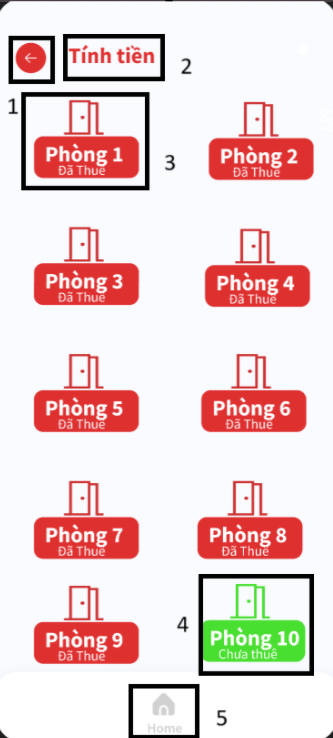 Tính tiền
2
1
Phòng 1
Đã Thuê
3
Phòng 2
Đã Thuê
Phòng 3
Đã Thuê
Phòng 4
Đã Thuê
Phòng 5
Đã Thuê
Phòng 6
Đã Thuê
Phòng 7
Đã Thuê
Phòng 8
Đã Thuê
Phòng 9
Đã Thuê
4
Phòng 10
Chưa thuê
Home
5